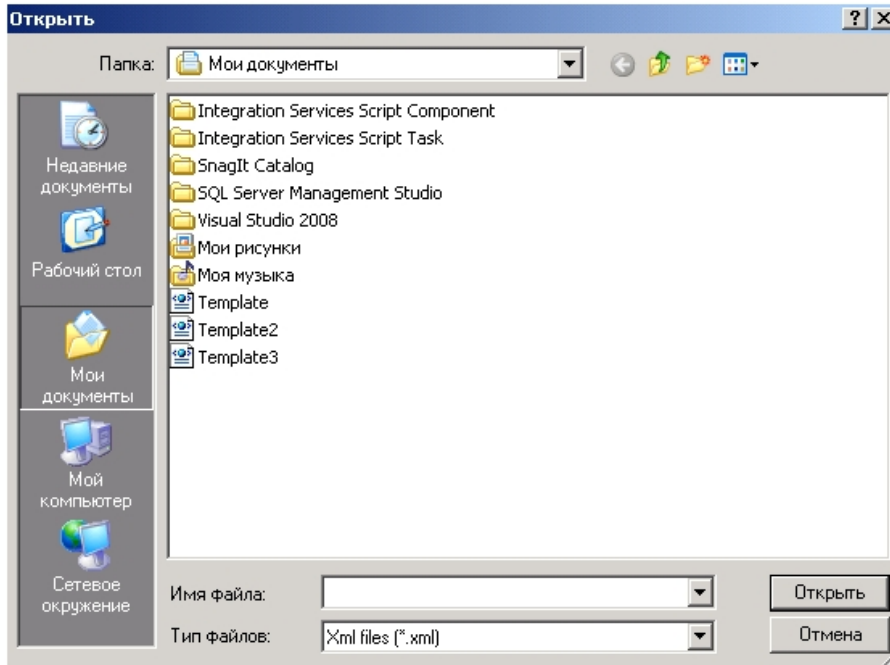 Открыть
Папка:
Мои документы
Integration Services Script Component
Integration Services Script Task
SnagIt Catalog
SQL Server Management Studio
Visual Studio 2008
Мои рисунки
Моя музыка
Template
Template2
Template3
Недавние
документы
Рабочий стол
Мои
документы
Мой
компьютер
Сетевое
окружение
Имя файла:
Открыть
Тип файлов:
Xml files (*.xml)
Отмена